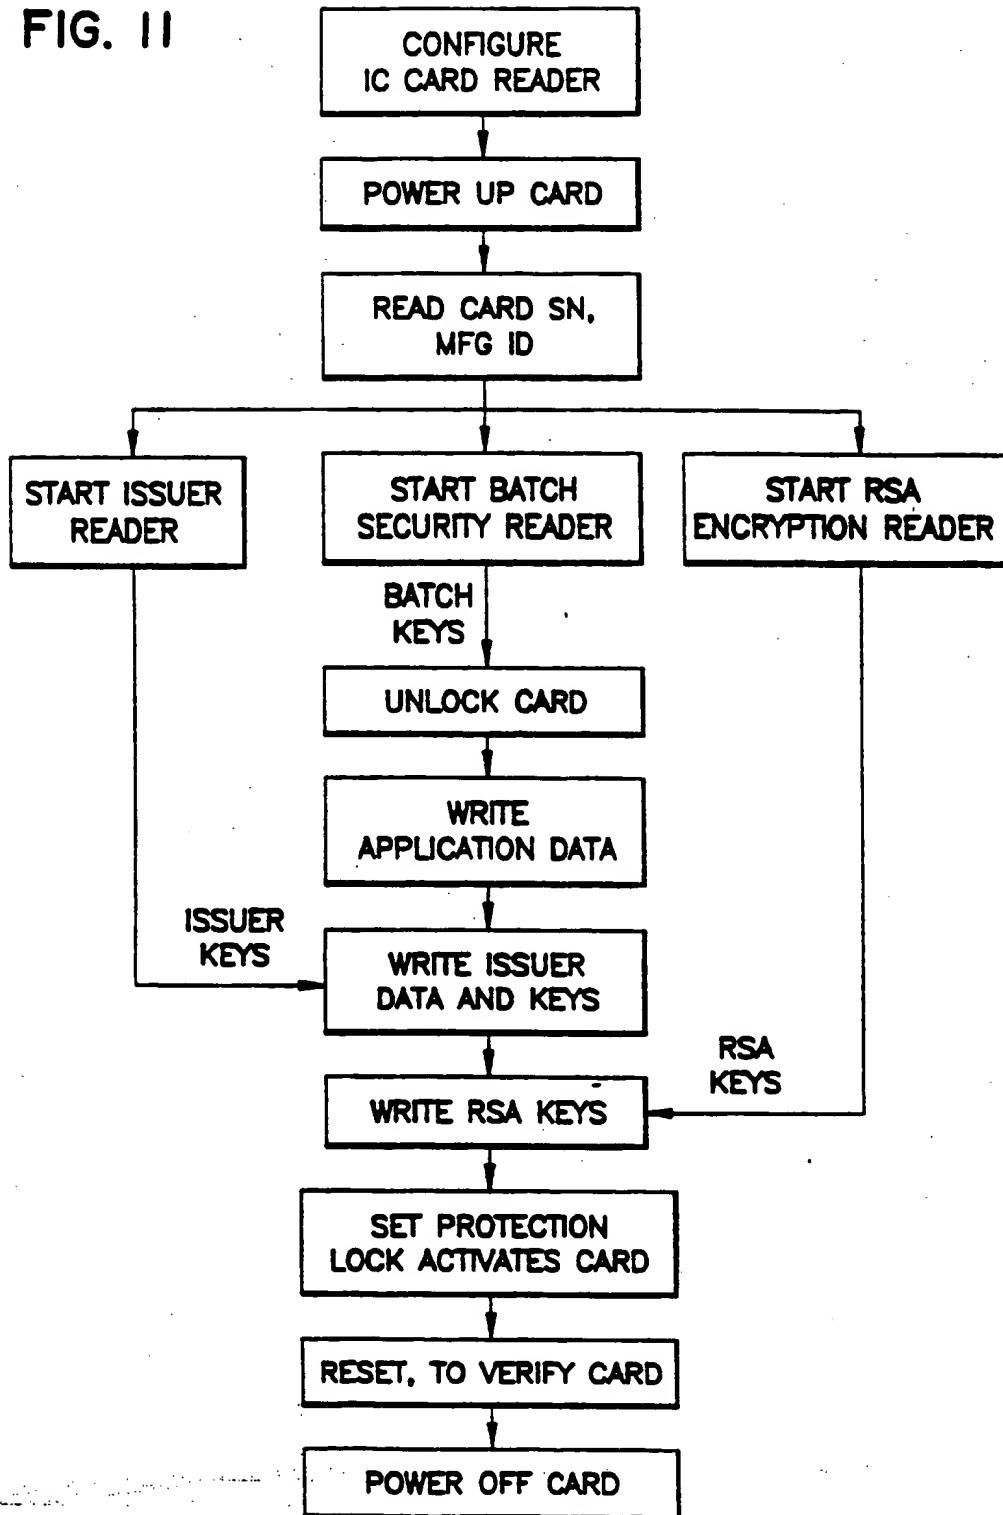 FIG. 11
CONFIGURE
IC CARD READER
POWER UP CARD
READ CARD SN,
MFG ID
START ISSUER
READER
START BATCH
SECURITY READER
START RSA
ENCRYPTION READER
BATCH
KEYS
UNLOCK CARD
WRITE
APPLICATION DATA
ISSUER
KEYS
WRITE ISSUER
DATA AND KEYS
RSA
KEYS
WRITE RSA KEYS
SET PROTECTION
LOCK ACTIVATES CARD
RESET, TO VERIFY CARD
POWER OFF CARD